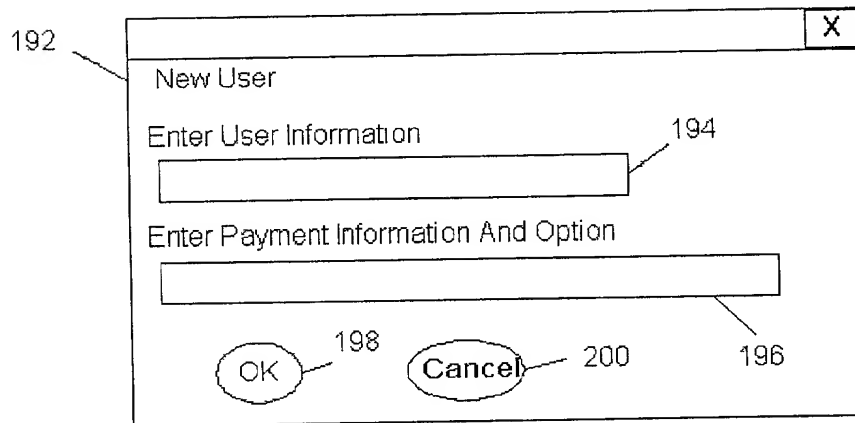 X
192
New User
Enter User Information
194
Enter Payment Information And Option
196
OK
198
Cancel
200